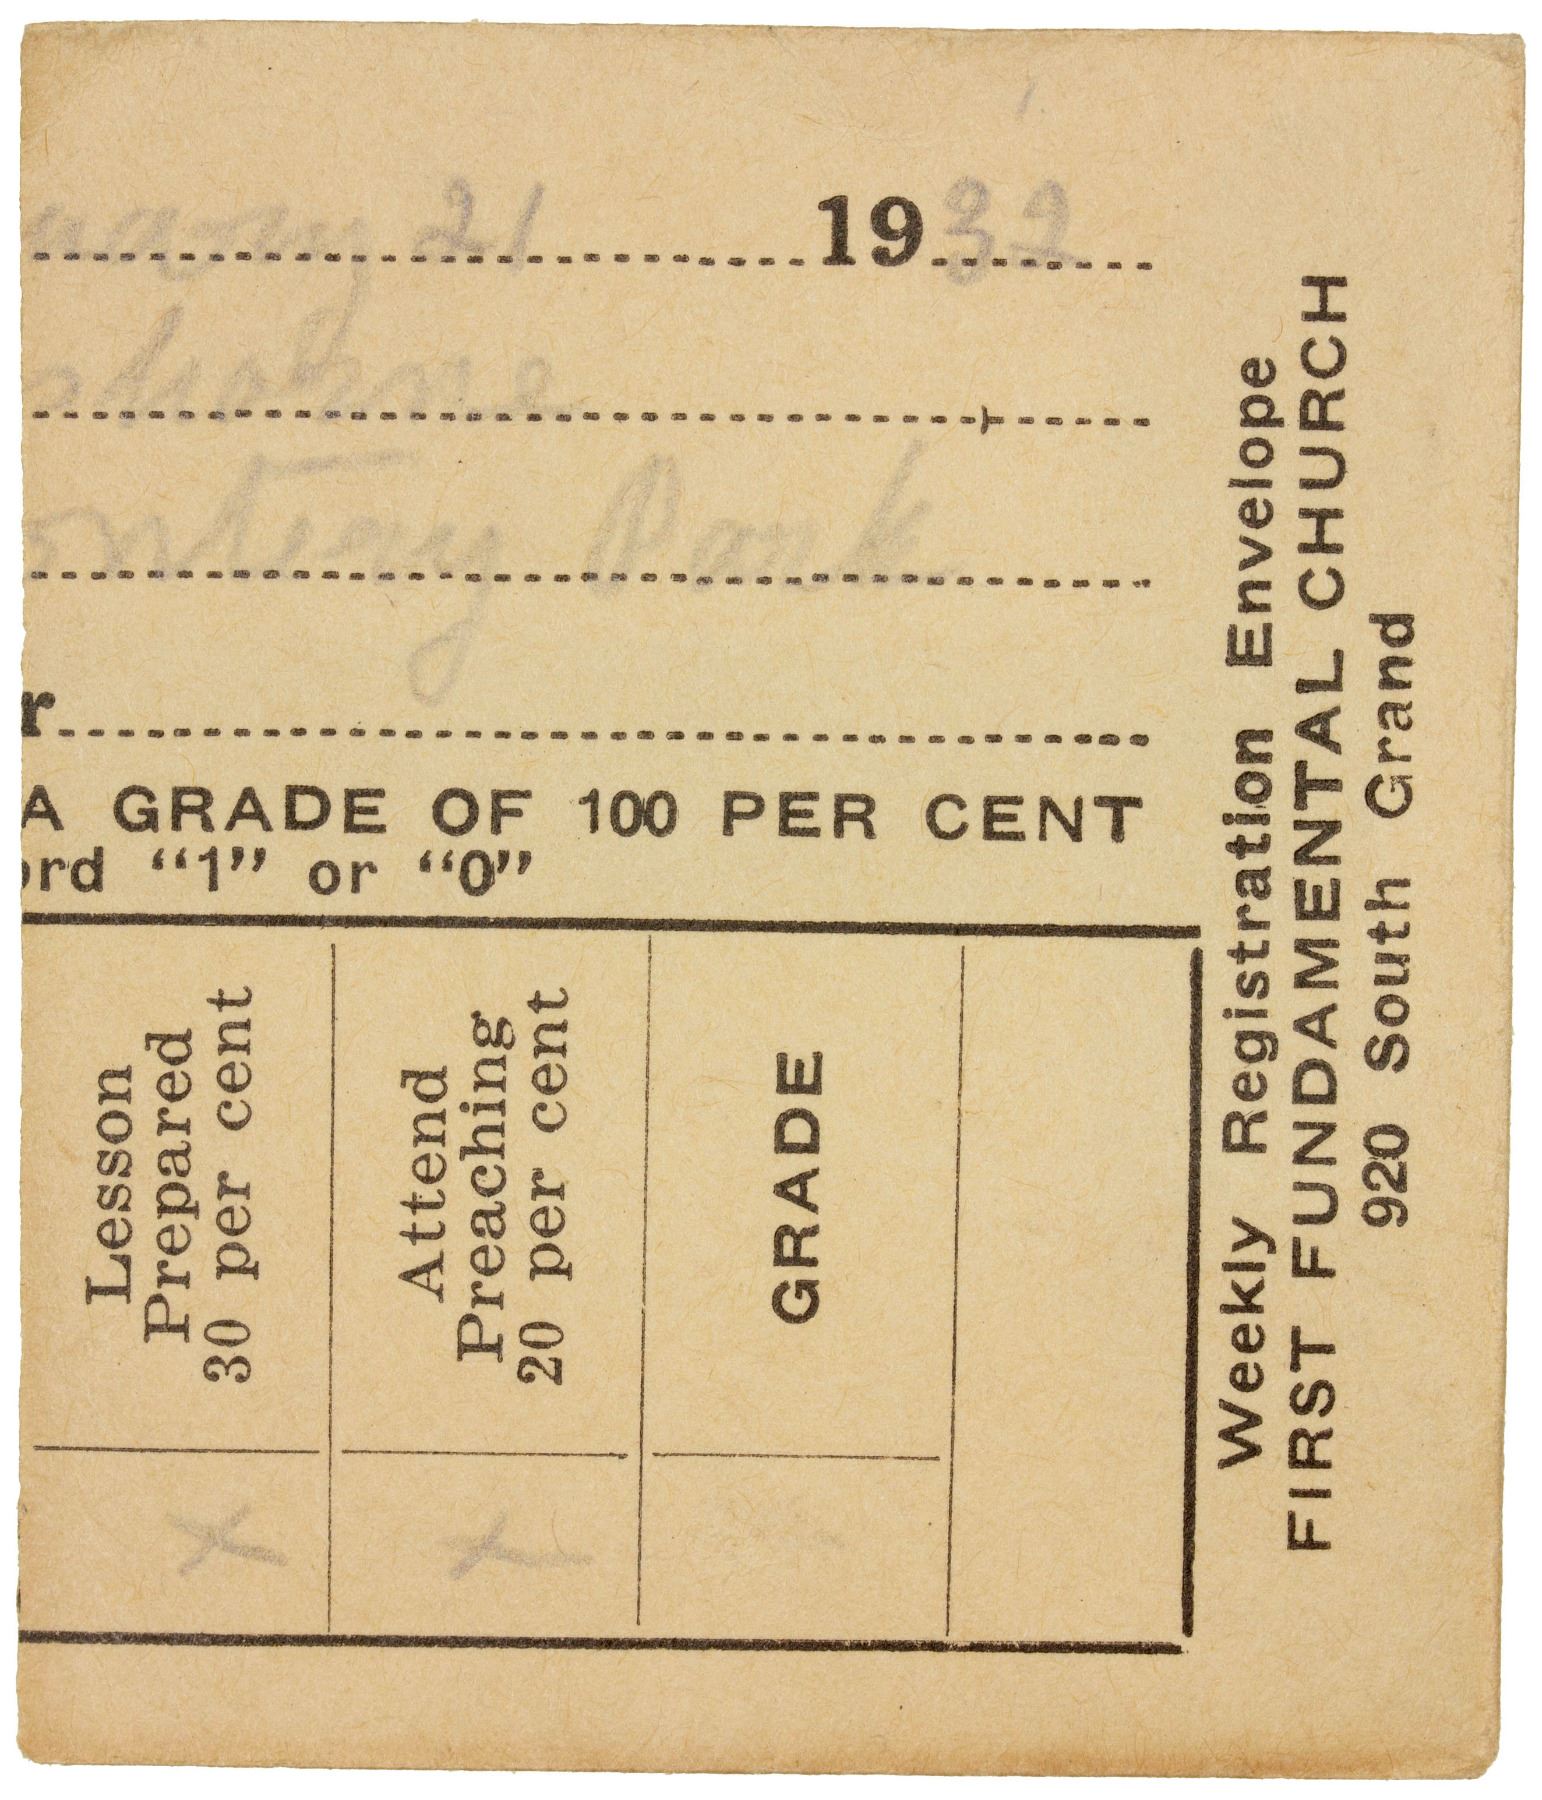 21 1932
Park
r
A GRADE OF 100 PER CENT
ord “1” or “0”
Lesson
Prepared
30 per cent
Attend
Preaching
20 per cent
GRADE
X X
Weekly Registration Envelope
FIRST FUNDAMENTAL CHURCH
920 South Grand